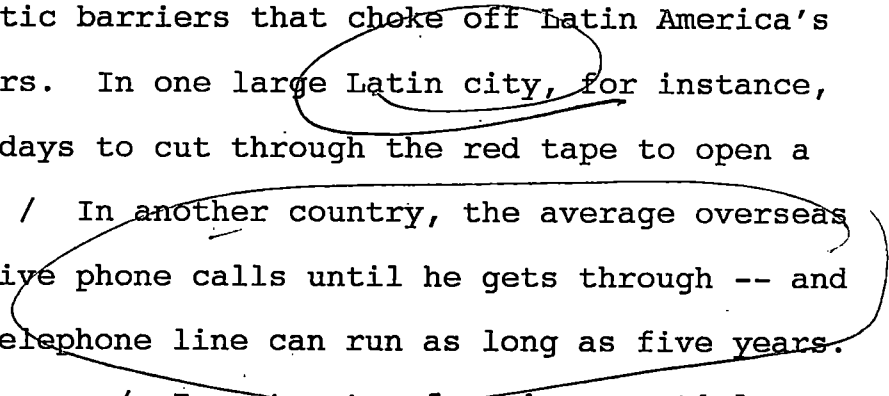 tic barriers that choke off Latin America's
rs. In one large Latin city, for instance,
days to cut through the red tape to open a
/ In another country, the average overseas
ive phone calls until he gets through -- and
elephone line can run as long as five years.